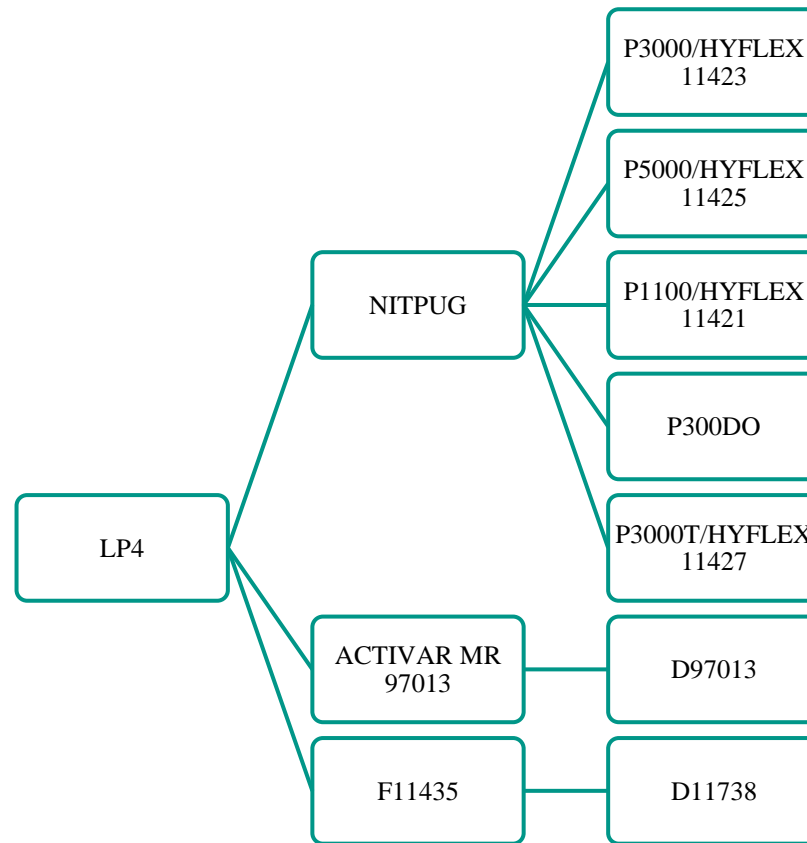 P3000/HYFLEX
11423
P5000/HYFLEX
11425
NITPUG
P1100/HYFLEX
11421
P300DO
LP4
P3000T/HYFLEX
11427
ACTIVAR MR
97013
D97013
F11435
D11738